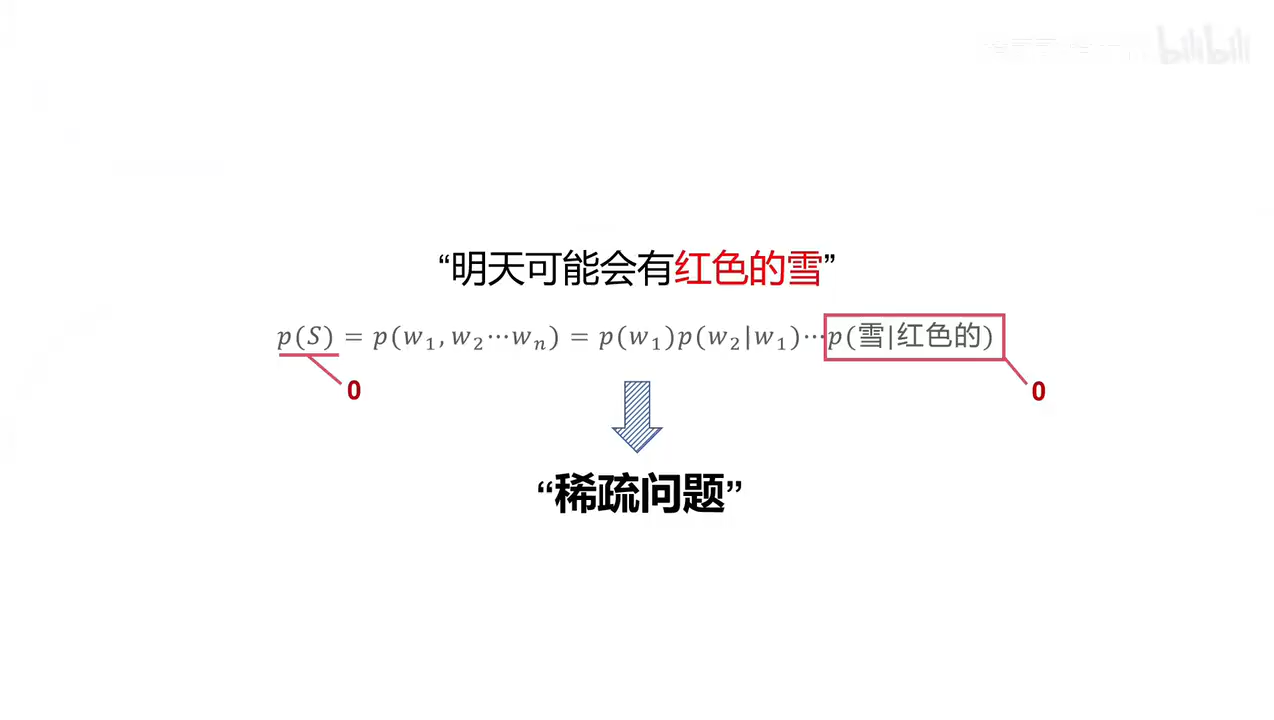 bilibili
“明天可能会有红色的雪”
p(S) = p(w₁, w₂⋯wₙ) = p(w₁)p(w₂|w₁)⋯p(雪|红色的)
0
0
“稀疏问题”